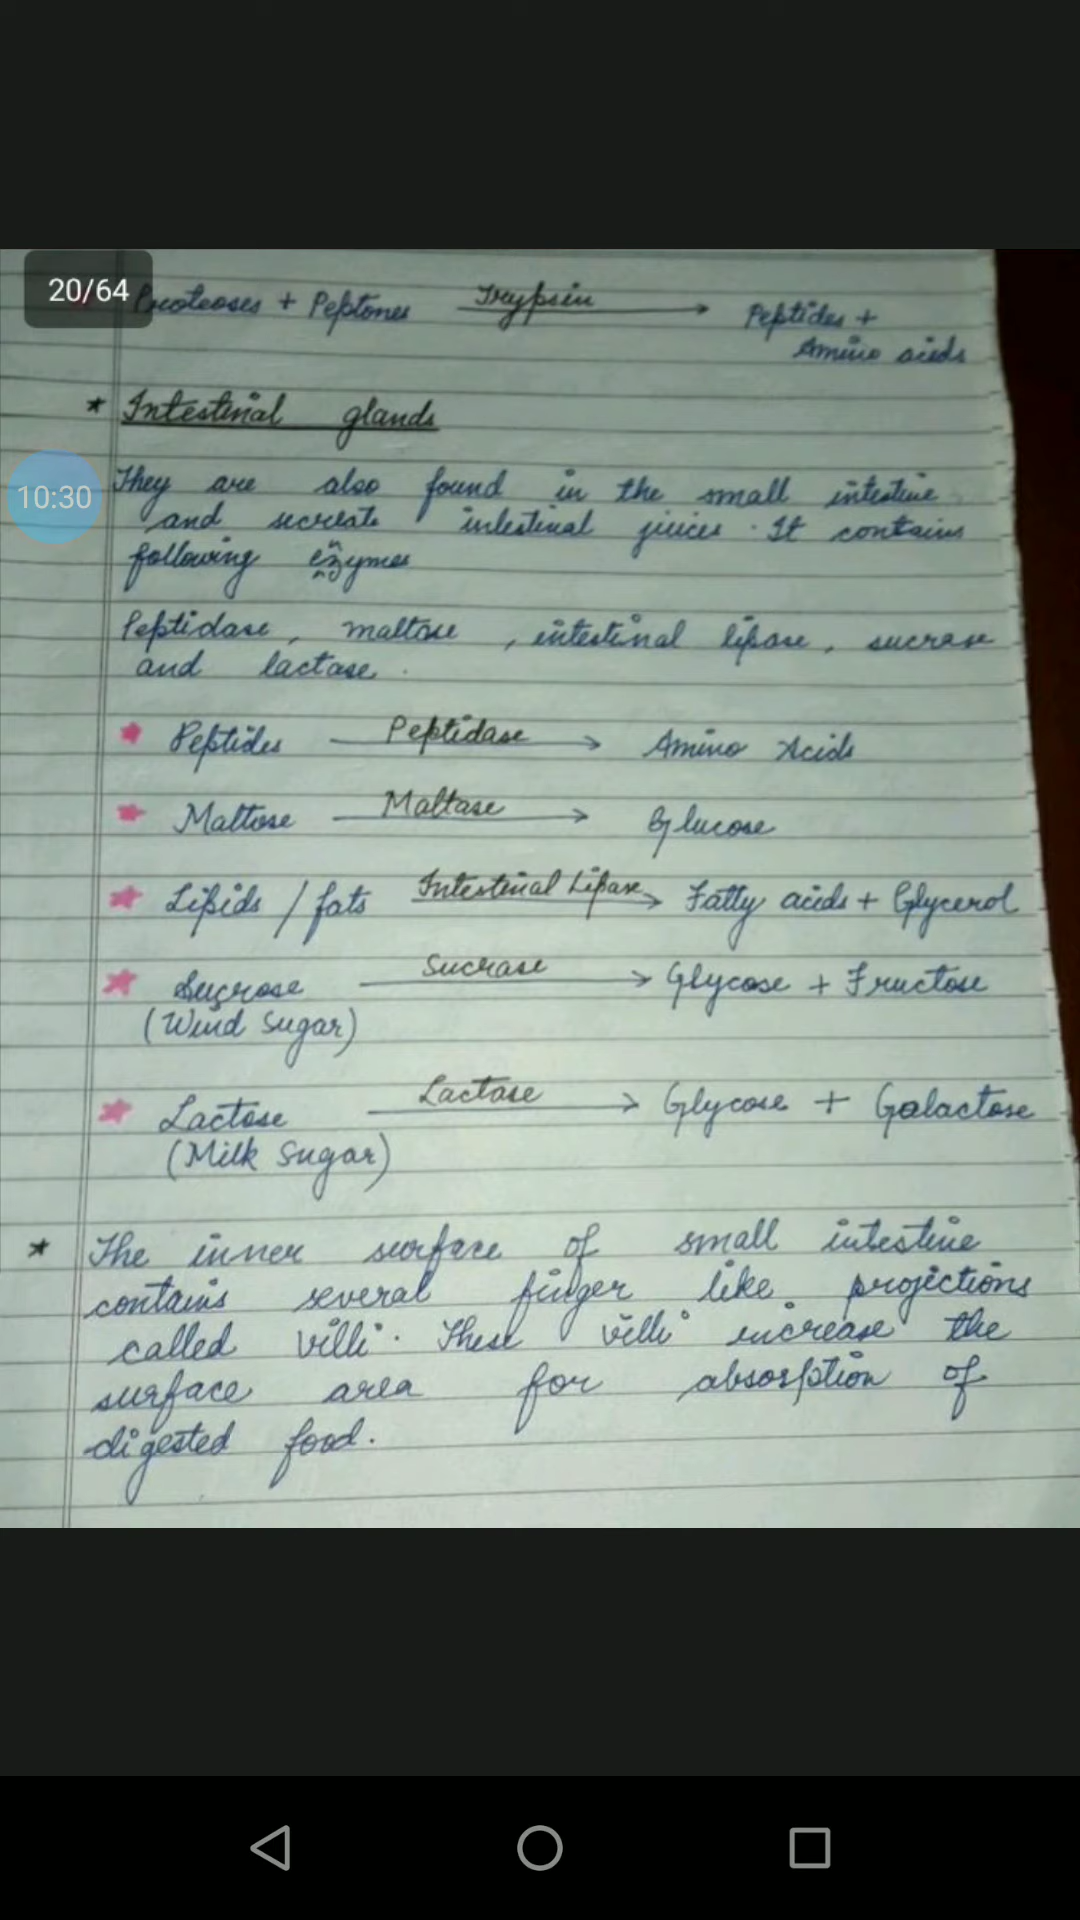 20/64
Proteoses + Peptones Trypsin Peptides +
Amino acids
* Intestinal glands
10:30
They are also found in the small intestine
and secreate intestinal juices. It contains
following enzymes
Peptidase, maltose, intestinal lipase, sucrase
and lactase.
Peptides Peptidase Amino Acids
Maltose Maltase Glucose
Lipids / fats Intestinal Lipase Fatty acids + Glycerol
Sucrose Sucrase Glycose + Fructose
(Wind Sugar)
Lactose Lactase Glycose + Galactose
(Milk Sugar)
* The inner surface of small intestine
contains several finger like projections
called villi. These villi increase the
surface area for absorption of
digested food.